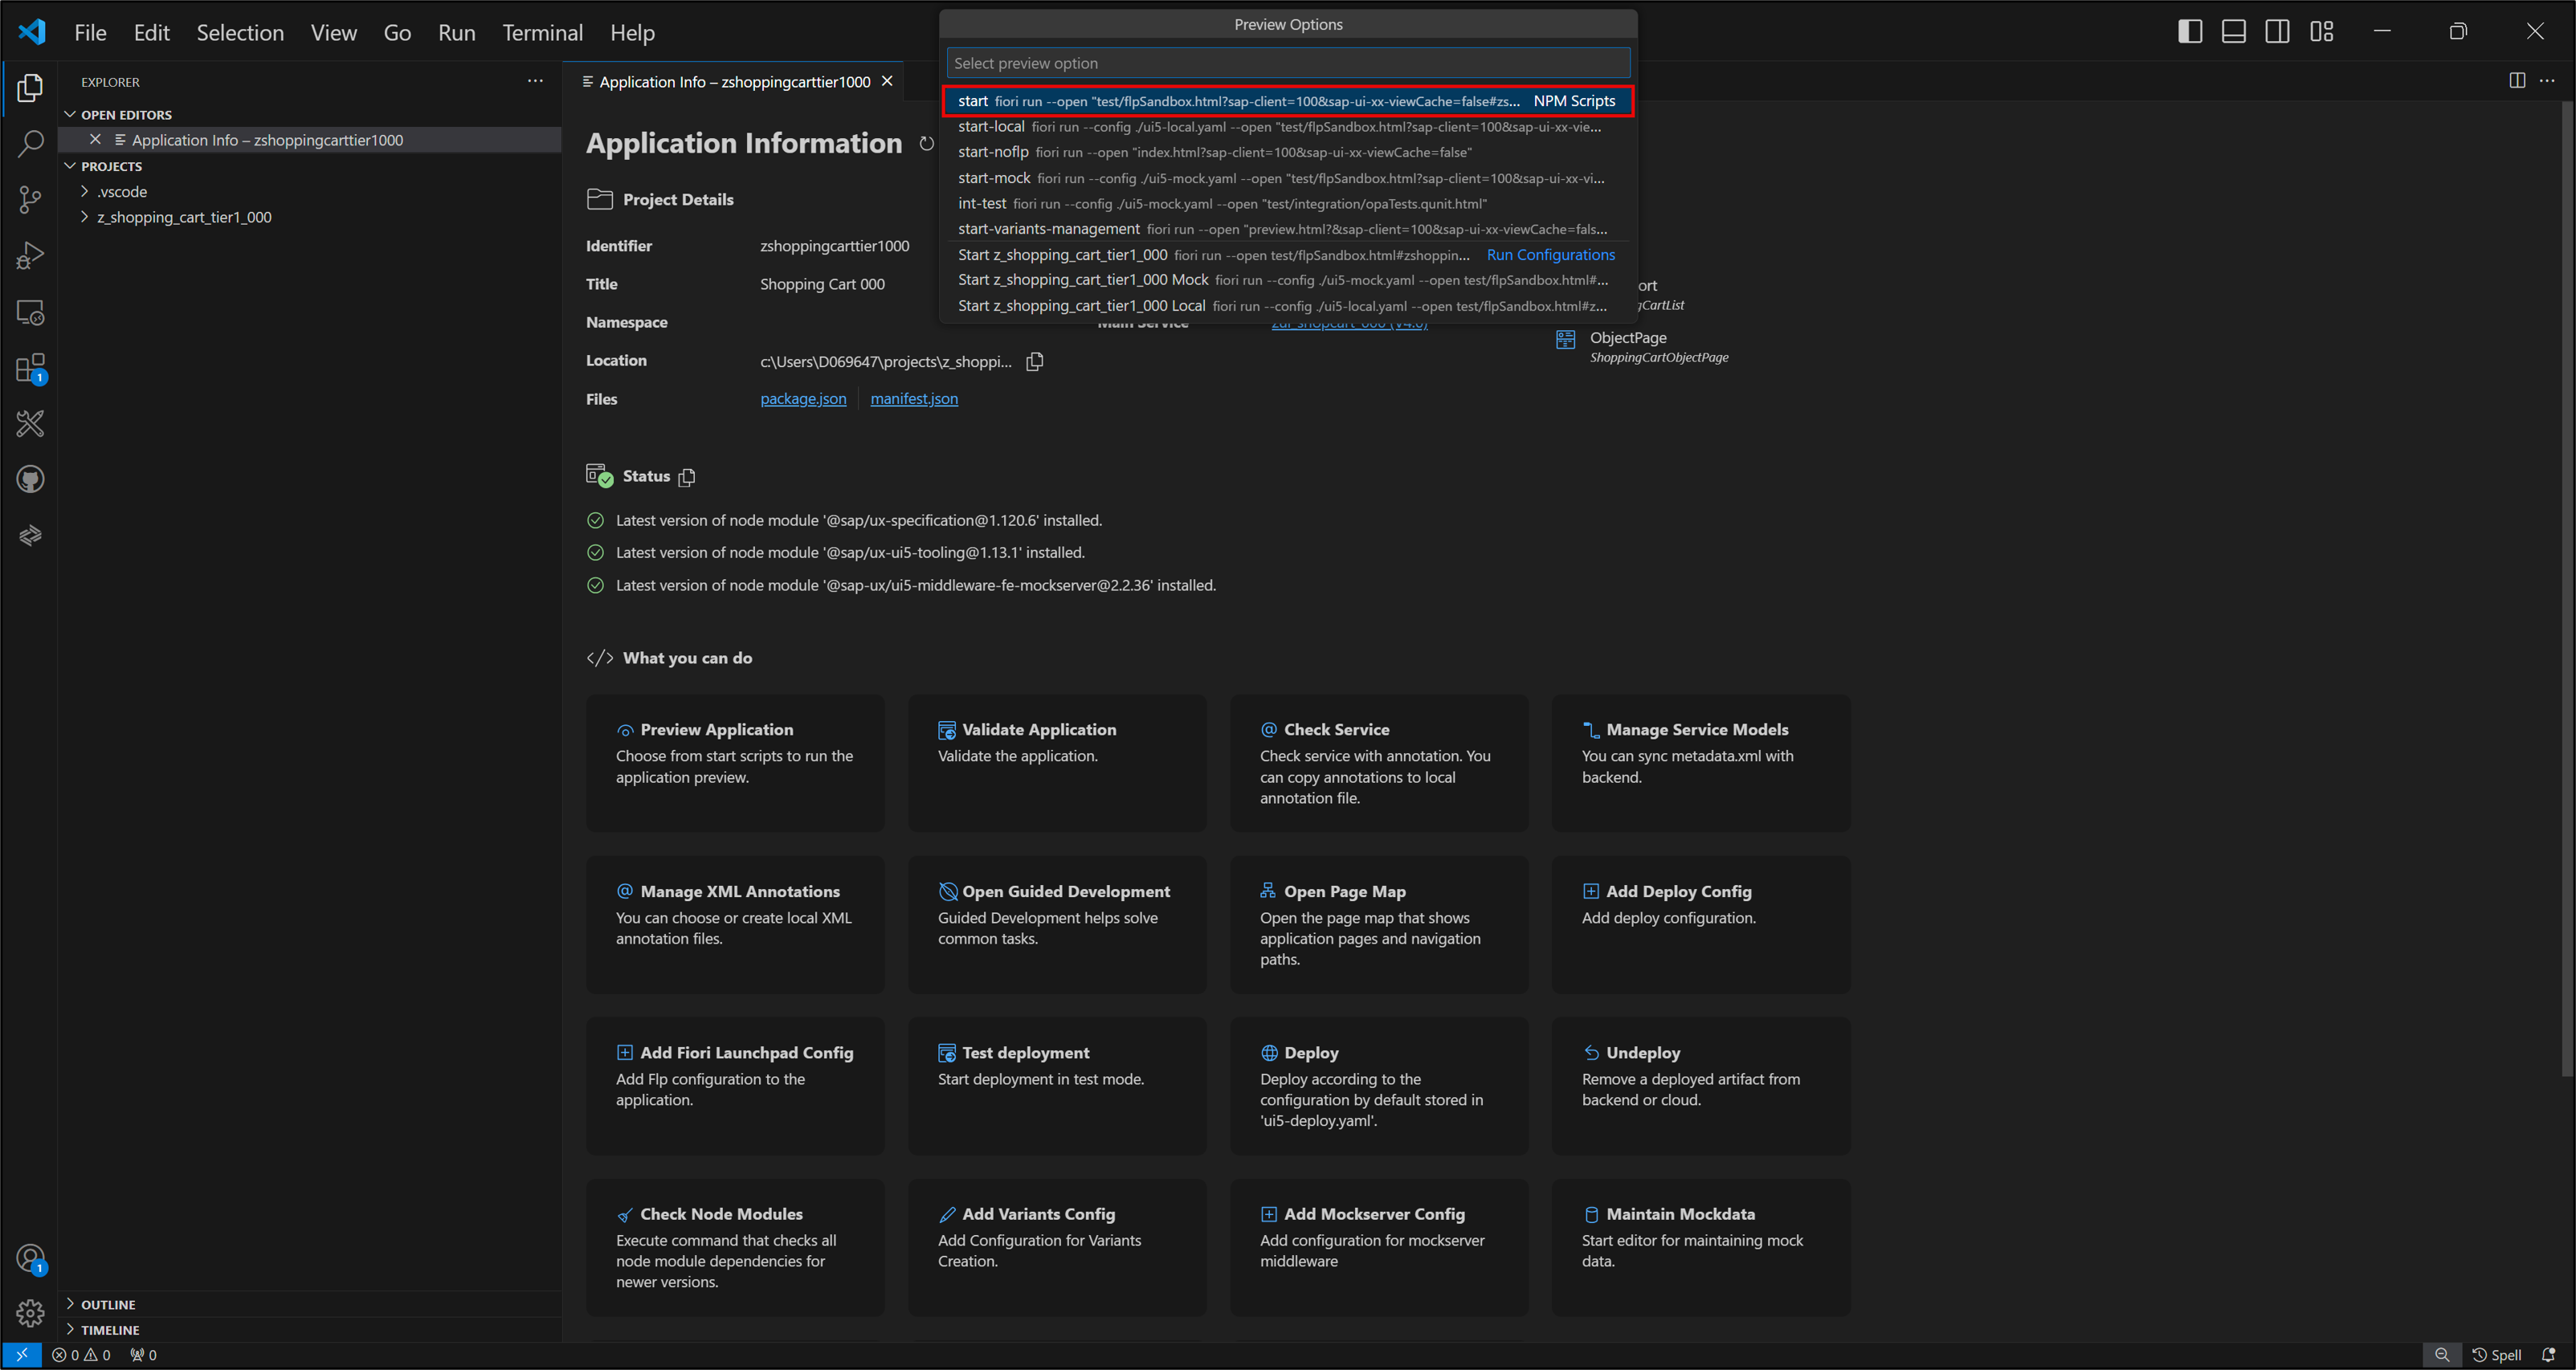 File Edit Selection View Go Run Terminal Help
Preview Options
Select preview option
start fiori run --open "test/flpSandbox.html?sap-client=100&sap-ui-xx-viewCache=false#zs... NPM Scripts
start-local fiori run --config ./ui5-local.yaml --open "test/flpSandbox.html?sap-client=100&sap-ui-xx-vie...
start-noflp fiori run --open "index.html?sap-client=100&sap-ui-xx-viewCache=false"
start-mock fiori run --config ./ui5-mock.yaml --open "test/flpSandbox.html?sap-client=100&sap-ui-xx-vi...
int-test fiori run --config ./ui5-mock.yaml --open "test/integration/opaTests.qunit.html"
start-variants-management fiori run --open "preview.html?&sap-client=100&sap-ui-xx-viewCache=fals...
Start z_shopping_cart_tier1_000 fiori run --open test/flpSandbox.html#zshoppin... Run Configurations
Start z_shopping_cart_tier1_000 Mock fiori run --config ./ui5-mock.yaml --open test/flpSandbox.html#...
Start z_shopping_cart_tier1_000 Local fiori run --config ./ui5-local.yaml --open test/flpSandbox.html#z...
EXPLORER
OPEN EDITORS
Application Info – zshoppingcarttier1000
PROJECTS
.vscode
z_shopping_cart_tier1_000
OUTLINE
TIMELINE
Application Info – zshoppingcarttier1000
Application Information
Project Details
Identifier zshoppingcarttier1000
Title Shopping Cart 000
Namespace
Location c:\Users\D069647\projects\z_shoppi...
Files package.json manifest.json
Main Service zui_shopcart_000 (V4.0)
ort
gCartList
ObjectPage
ShoppingCartObjectPage
Status
Latest version of node module '@sap/ux-specification@1.120.6' installed.
Latest version of node module '@sap/ux-ui5-tooling@1.13.1' installed.
Latest version of node module '@sap-ux/ui5-middleware-fe-mockserver@2.2.36' installed.
</> What you can do
Preview Application
Choose from start scripts to run the
application preview.
Validate Application
Validate the application.
Check Service
Check service with annotation. You
can copy annotations to local
annotation file.
Manage Service Models
You can sync metadata.xml with
backend.
Manage XML Annotations
You can choose or create local XML
annotation files.
Open Guided Development
Guided Development helps solve
common tasks.
Open Page Map
Open the page map that shows
application pages and navigation
paths.
Add Deploy Config
Add deploy configuration.
Add Fiori Launchpad Config
Add Flp configuration to the
application.
Test deployment
Start deployment in test mode.
Deploy
Deploy according to the
configuration by default stored in
'ui5-deploy.yaml'.
Undeploy
Remove a deployed artifact from
backend or cloud.
Check Node Modules
Execute command that checks all
node module dependencies for
newer versions.
Add Variants Config
Add Configuration for Variants
Creation.
Add Mockserver Config
Add configuration for mockserver
middleware
Maintain Mockdata
Start editor for maintaining mock
data.
1
1
0 0 0
Spell